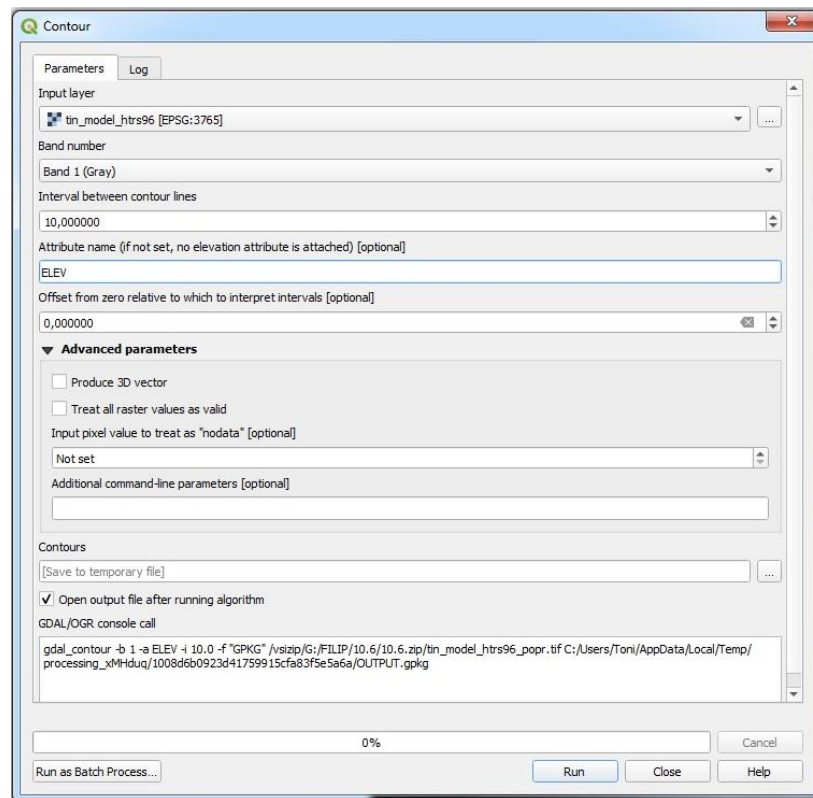 Contour
Parameters Log
Input layer
tin_model_htrs96 [EPSG:3765]
...
Band number
Band 1 (Gray)
Interval between contour lines
10,000000
Attribute name (if not set, no elevation attribute is attached) [optional]
ELEV
Offset from zero relative to which to interpret intervals [optional]
0,000000
Advanced parameters
Produce 3D vector
Treat all raster values as valid
Input pixel value to treat as "nodata" [optional]
Not set
Additional command-line parameters [optional]
Contours
[Save to temporary file]
...
Open output file after running algorithm
GDAL/OGR console call
gdal_contour -b 1 -a ELEV -i 10.0 -f "GPKG" /vsizip/G:/FILIP/10.6/10.6.zip/tin_model_htrs96_popr.tif C:/Users/Toni/AppData/Local/Temp/
processing_xMHduq/1008d6b0923d41759915cfa83f5e5a6a/OUTPUT.gpkg
0%
Cancel
Run as Batch Process...
Run Close Help